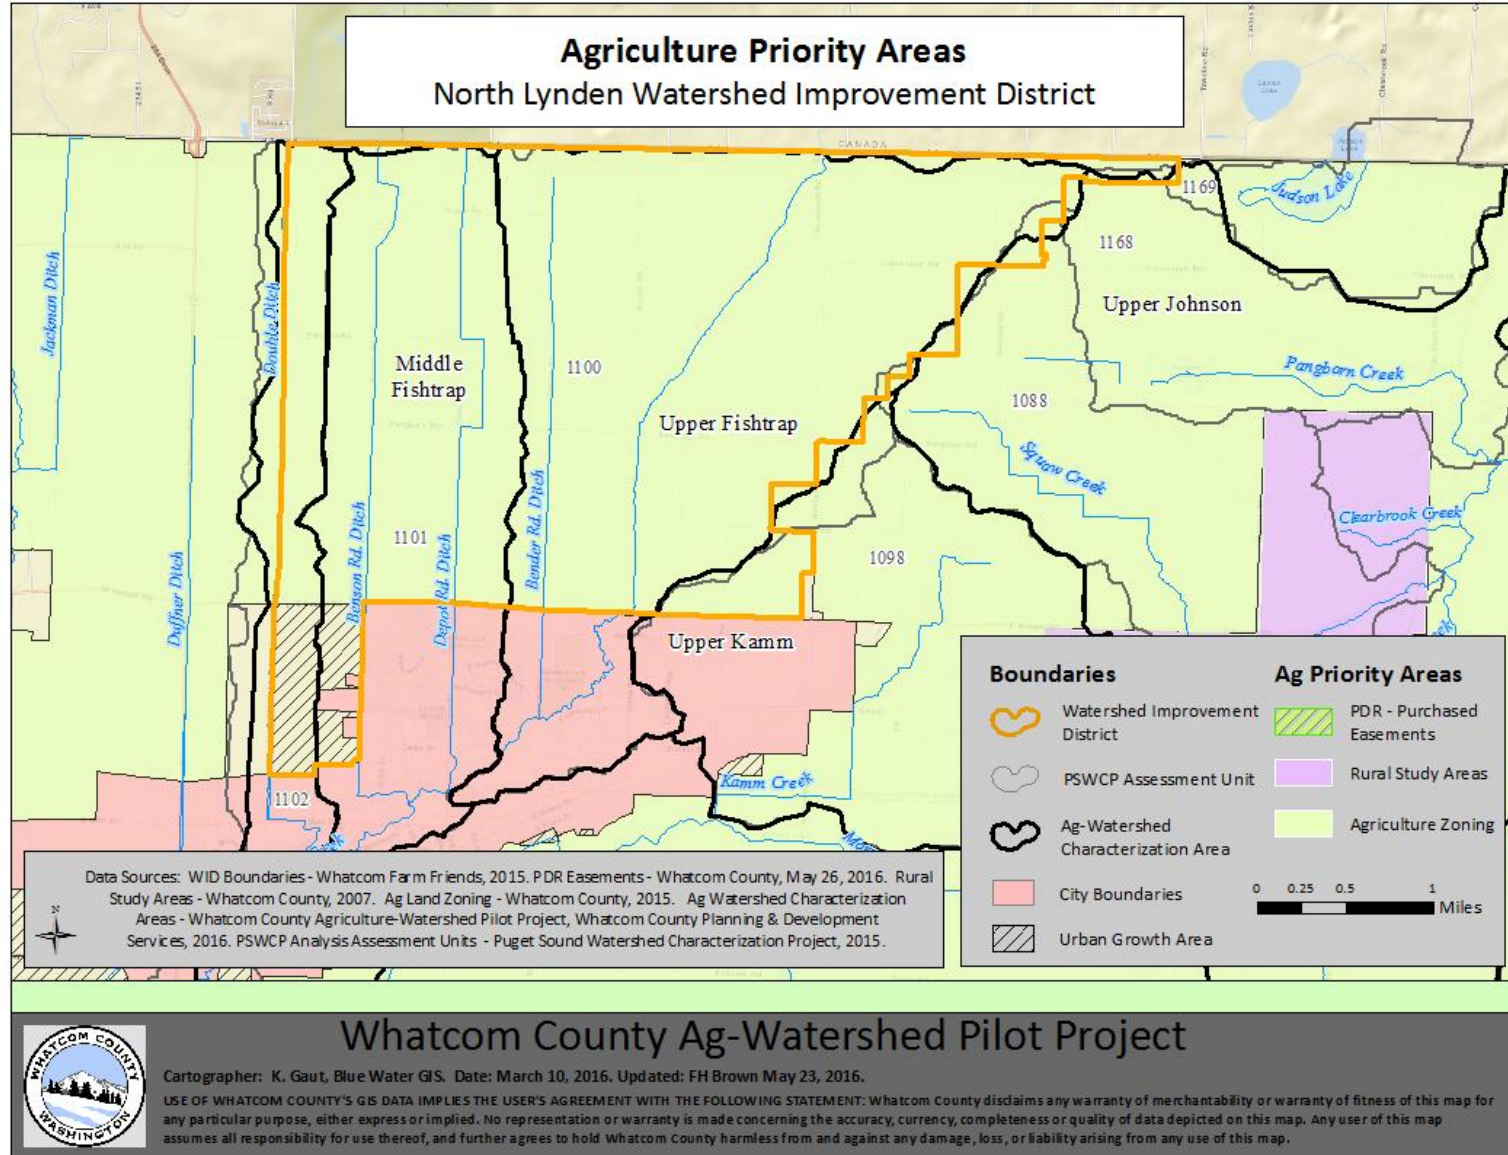 Agriculture Priority Areas
North Lynden Watershed Improvement District
CANADA
1169
Judson Lake
1168
Upper Johnson
Jackman Ditch
Double Ditch
Middle
Fishtrap
1100
Pangborn Creek
1088
Upper Fishtrap
Squaw Creek
Clearbrook Creek
1101
Benson Rd. Ditch
Depot Rd. Ditch
Bender Rd. Ditch
1098
Duffner Ditch
Upper Kamm
Kamm Creek
1102
Boundaries
Watershed Improvement
District
PSWCP Assessment Unit
Ag-Watershed
Characterization Area
City Boundaries
Urban Growth Area
Ag Priority Areas
PDR - Purchased
Easements
Rural Study Areas
Agriculture Zoning
0 0.25 0.5 1
Miles
N
Data Sources: WID Boundaries - Whatcom Farm Friends, 2015. PDR Easements - Whatcom County, May 26, 2016. Rural
Study Areas - Whatcom County, 2007. Ag Land Zoning - Whatcom County, 2015. Ag Watershed Characterization
Areas - Whatcom County Agriculture-Watershed Pilot Project, Whatcom County Planning & Development
Services, 2016. PSWCP Analysis Assessment Units - Puget Sound Watershed Characterization Project, 2015.
Whatcom County Ag-Watershed Pilot Project
WHATCOM COUNTY
WASHINGTON
Cartographer: K. Gaut, Blue Water GIS. Date: March 10, 2016. Updated: FH Brown May 23, 2016.
USE OF WHATCOM COUNTY'S GIS DATA IMPLIES THE USER'S AGREEMENT WITH THE FOLLOWING STATEMENT: Whatcom County disclaims any warranty of merchantability or warranty of fitness of this map for
any particular purpose, either express or implied. No representation or warranty is made concerning the accuracy, currency, completeness or quality of data depicted on this map. Any user of this map
assumes all responsibility for use thereof, and further agrees to hold Whatcom County harmless from and against any damage, loss, or liability arising from any use of this map.